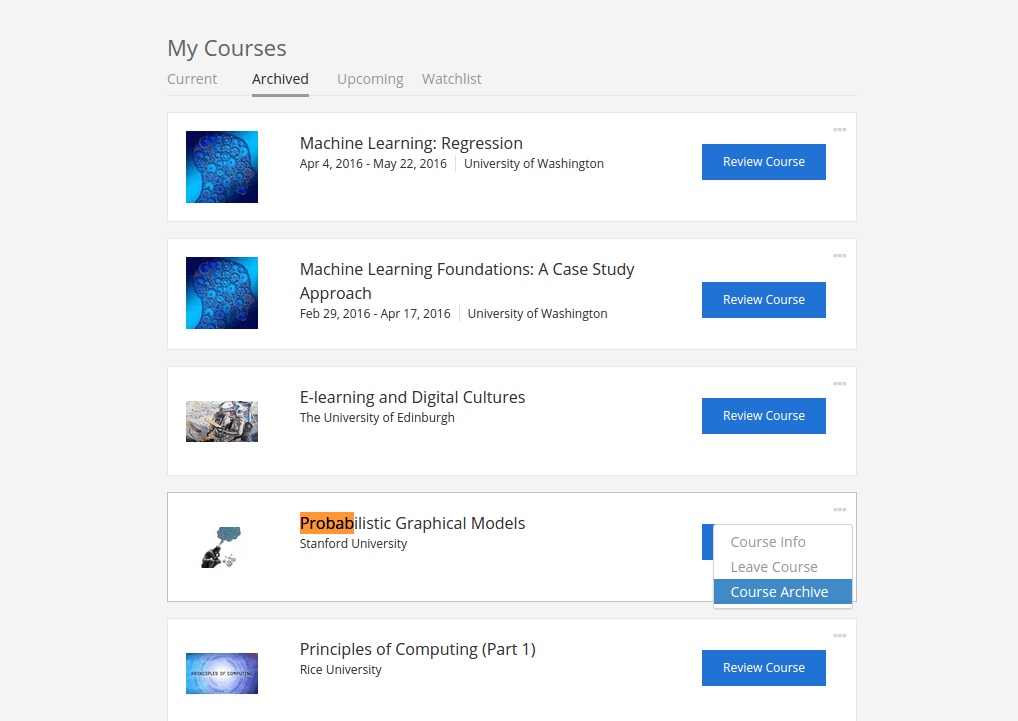 My Courses
Current Archived Upcoming Watchlist
Machine Learning: Regression
Apr 4, 2016 - May 22, 2016 University of Washington
Review Course
Machine Learning Foundations: A Case Study
Approach
Feb 29, 2016 - Apr 17, 2016 University of Washington
Review Course
E-learning and Digital Cultures
The University of Edinburgh
Review Course
Probabilistic Graphical Models
Stanford University
Course Info
Leave Course
Course Archive
Principles of Computing (Part 1)
Rice University
PRINCIPLES OF COMPUTING
Review Course